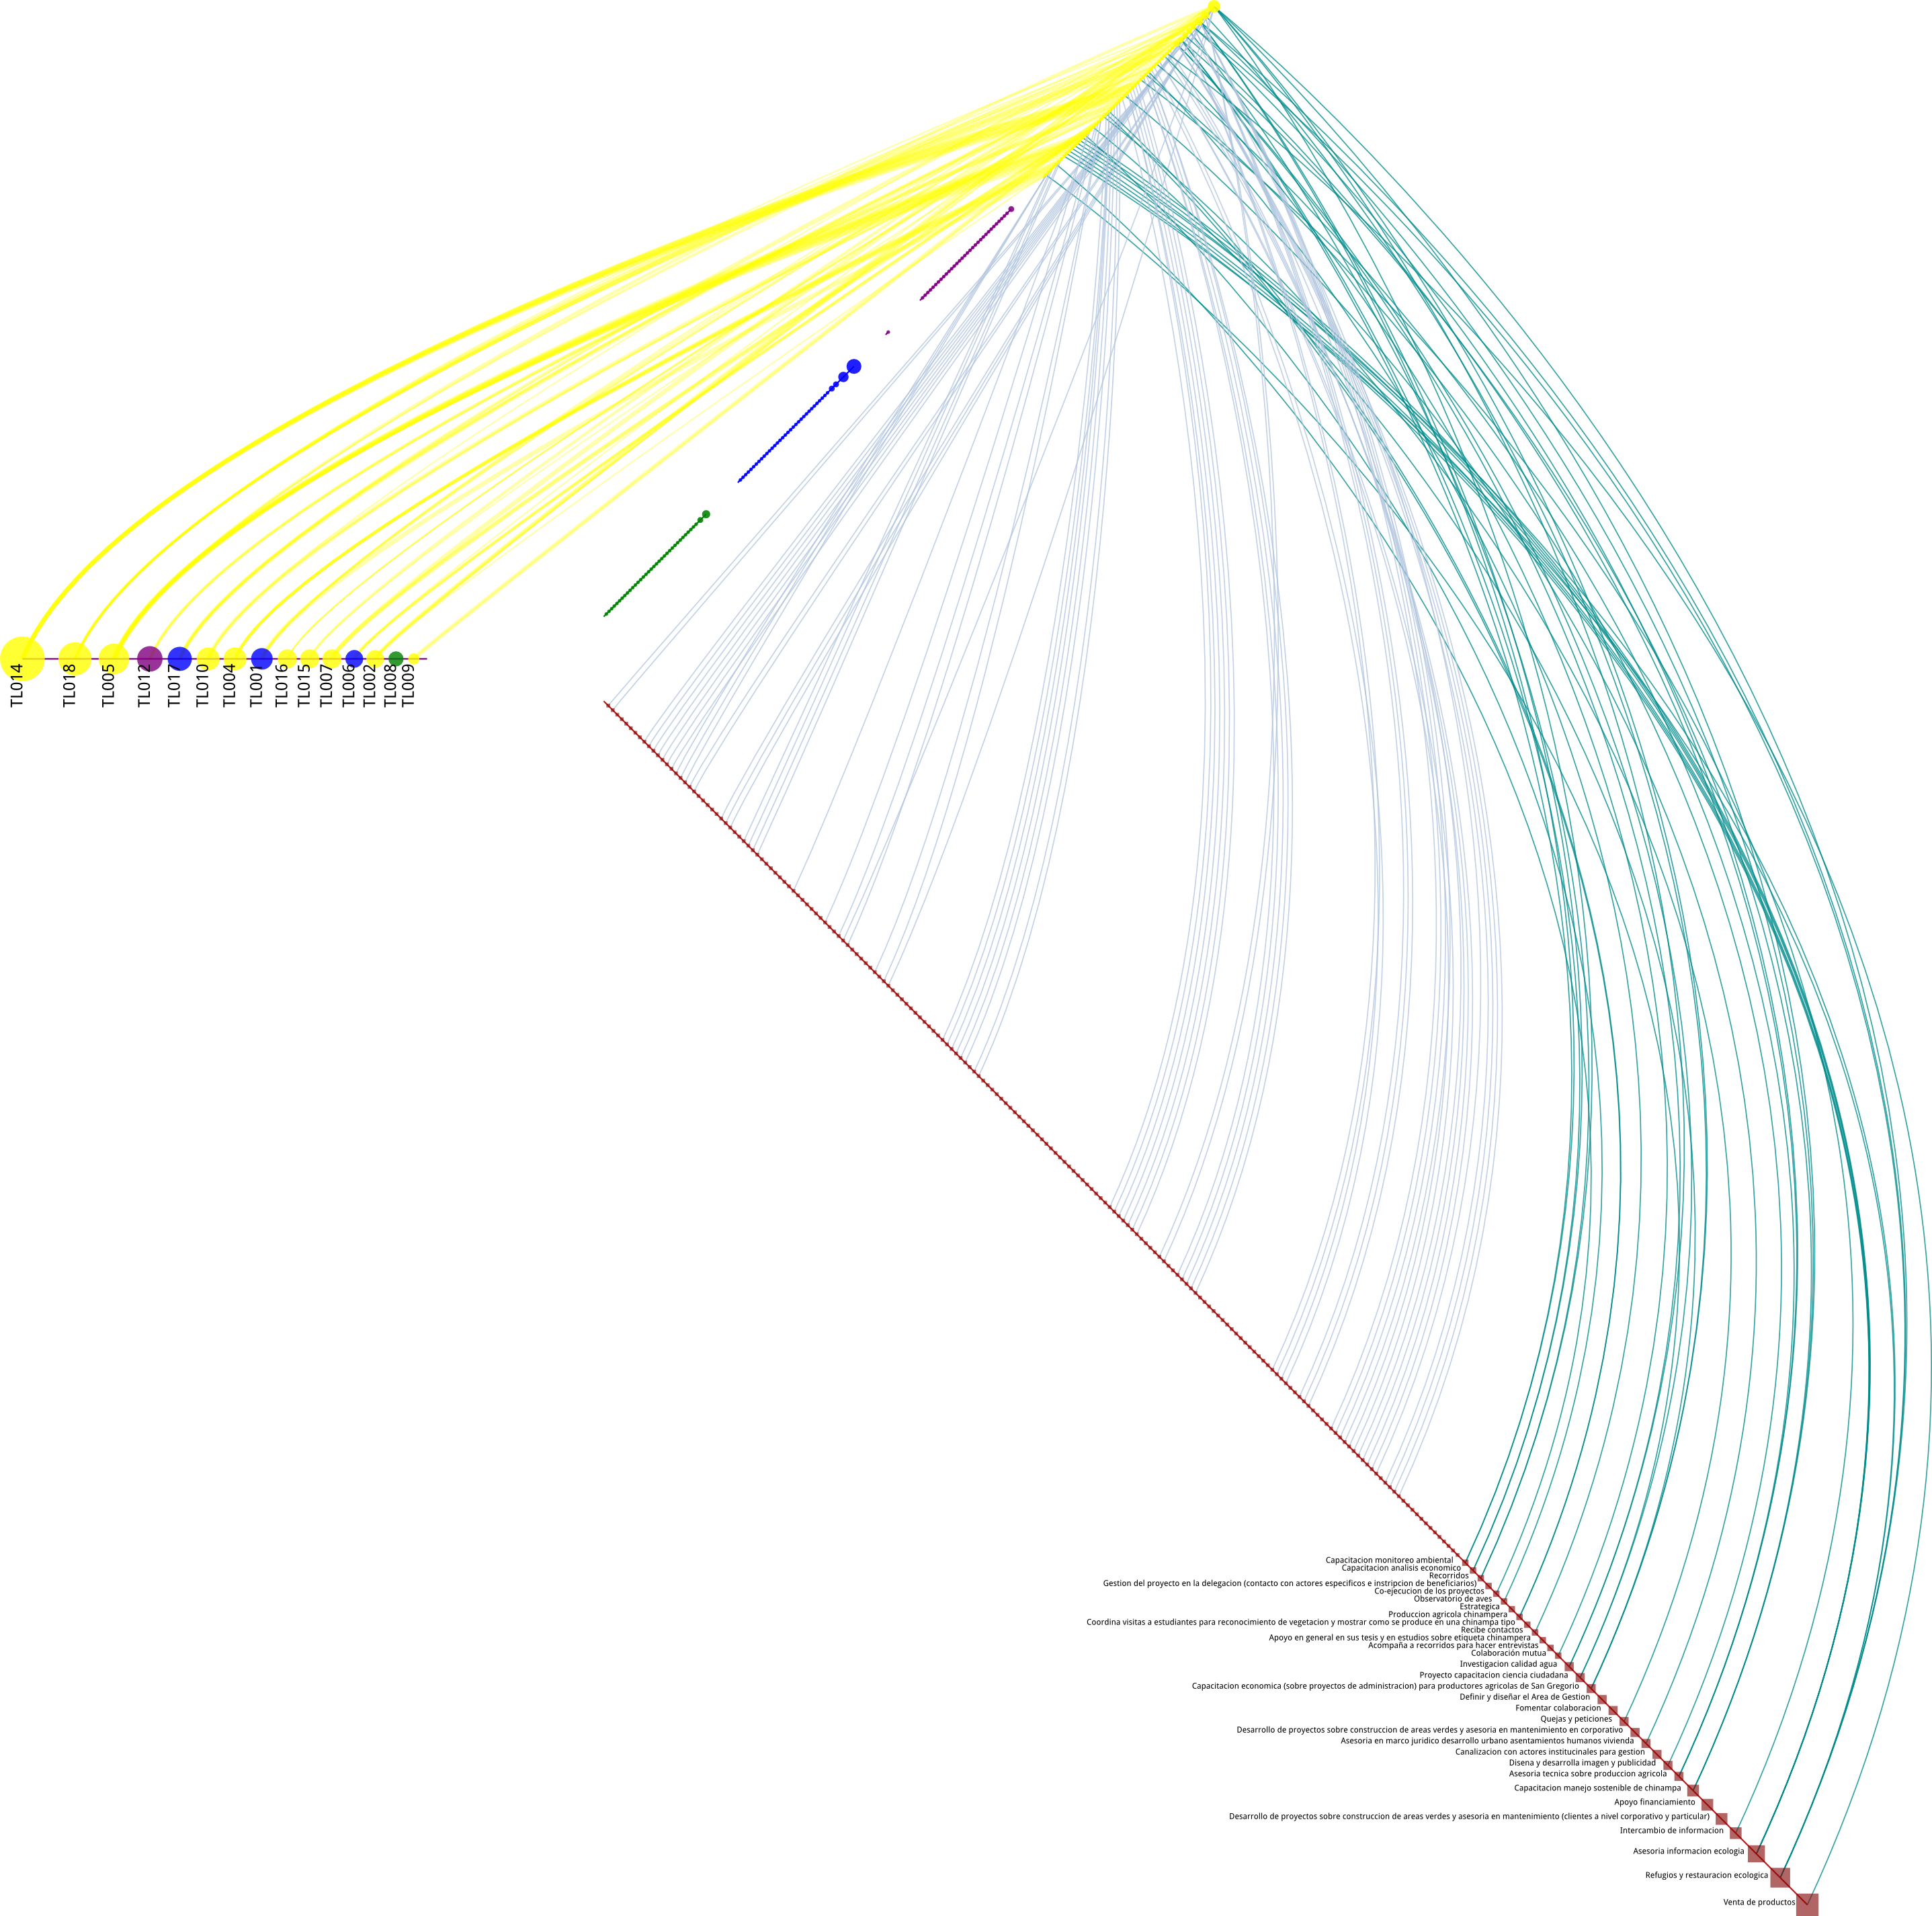 TL014
TL018
TL005
TL012
TL017
TL010
TL004
TL001
TL016
TL015
TL007
TL006
TL002
TL008
TL009
Capacitacion monitoreo ambiental
Capacitacion analisis economico
Recorridos
Gestion del proyecto en la delegacion (contacto con actores especificos e instripcion de beneficiarios)
Co-ejecucion de los proyectos
Observatorio de aves
Estrategica
Produccion agricola chinampera
Coordina visitas a estudiantes para reconocimiento de vegetacion y mostrar como se produce en una chinampa tipo
Recibe contactos
Apoyo en general en sus tesis y en estudios sobre etiqueta chinampera
Acompaña a recorridos para hacer entrevistas
Colaboración mutua
Investigacion calidad agua
Proyecto capacitacion ciencia ciudadana
Capacitacion economica (sobre proyectos de administracion) para productores agricolas de San Gregorio
Definir y diseñar el Area de Gestion
Fomentar colaboracion
Quejas y peticiones
Desarrollo de proyectos sobre construccion de areas verdes y asesoria en mantenimiento en corporativo
Asesoria en marco juridico desarrollo urbano asentamientos humanos vivienda
Canalizacion con actores institucinales para gestion
Disena y desarrolla imagen y publicidad
Asesoria tecnica sobre produccion agricola
Capacitacion manejo sostenible de chinampa
Apoyo financiamiento
Desarrollo de proyectos sobre construccion de areas verdes y asesoria en mantenimiento (clientes a nivel corporativo y particular)
Intercambio de informacion
Asesoria informacion ecologia
Refugios y restauracion ecologica
Venta de productos